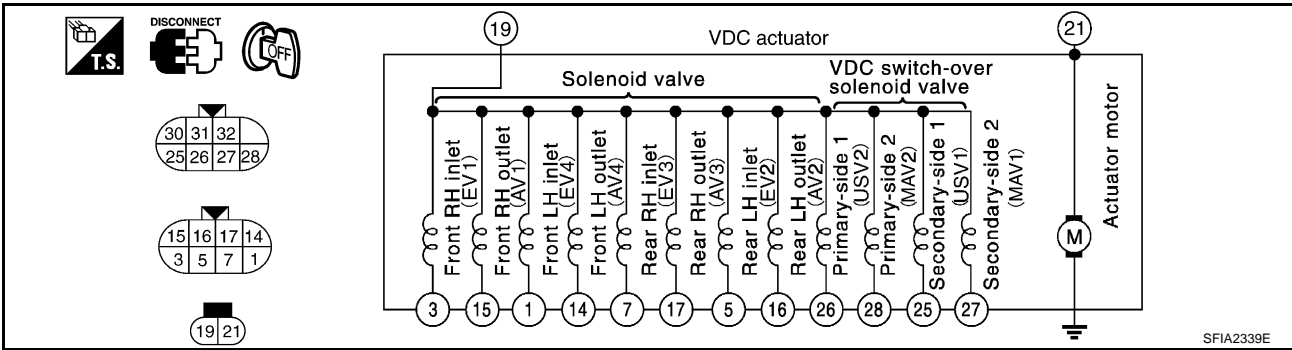 DISCONNECT
T.S.
OFF
30 31 32
25 26 27 28
15 16 17 14
3 5 7 1
19 21
19
VDC actuator
21
Solenoid valve
VDC switch-over
solenoid valve
Front RH inlet
(EV1)
Front RH outlet
(AV1)
Front LH inlet
(EV4)
Front LH outlet
(AV4)
Rear RH inlet
(EV3)
Rear RH outlet
(AV3)
Rear LH inlet
(EV2)
Rear LH outlet
(AV2)
Primary-side 1
(USV2)
Primary-side 2
(MAV2)
Secondary-side 1
(USV1)
Secondary-side 2
(MAV1)
Actuator motor
M
3 15 1 14 7 17 5 16 26 28 25 27
SFIA2339E